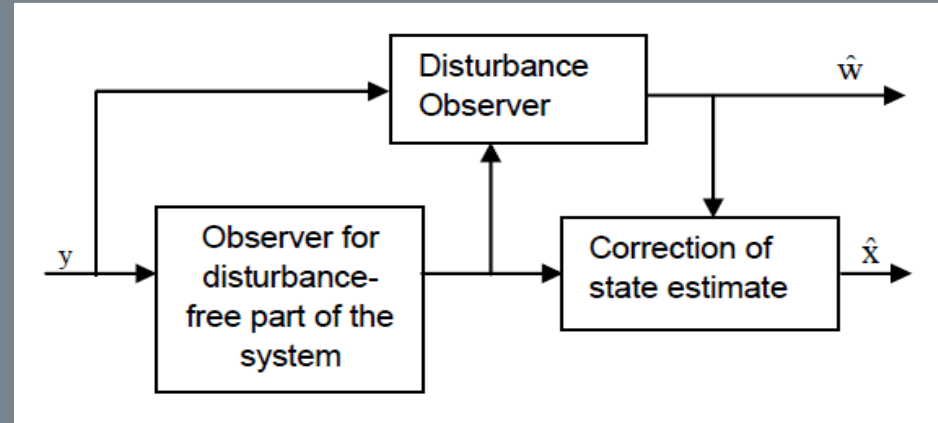 Disturbance
Observer
ŵ
y
Observer for
disturbance-
free part of the
system
Correction of
state estimate
x̂